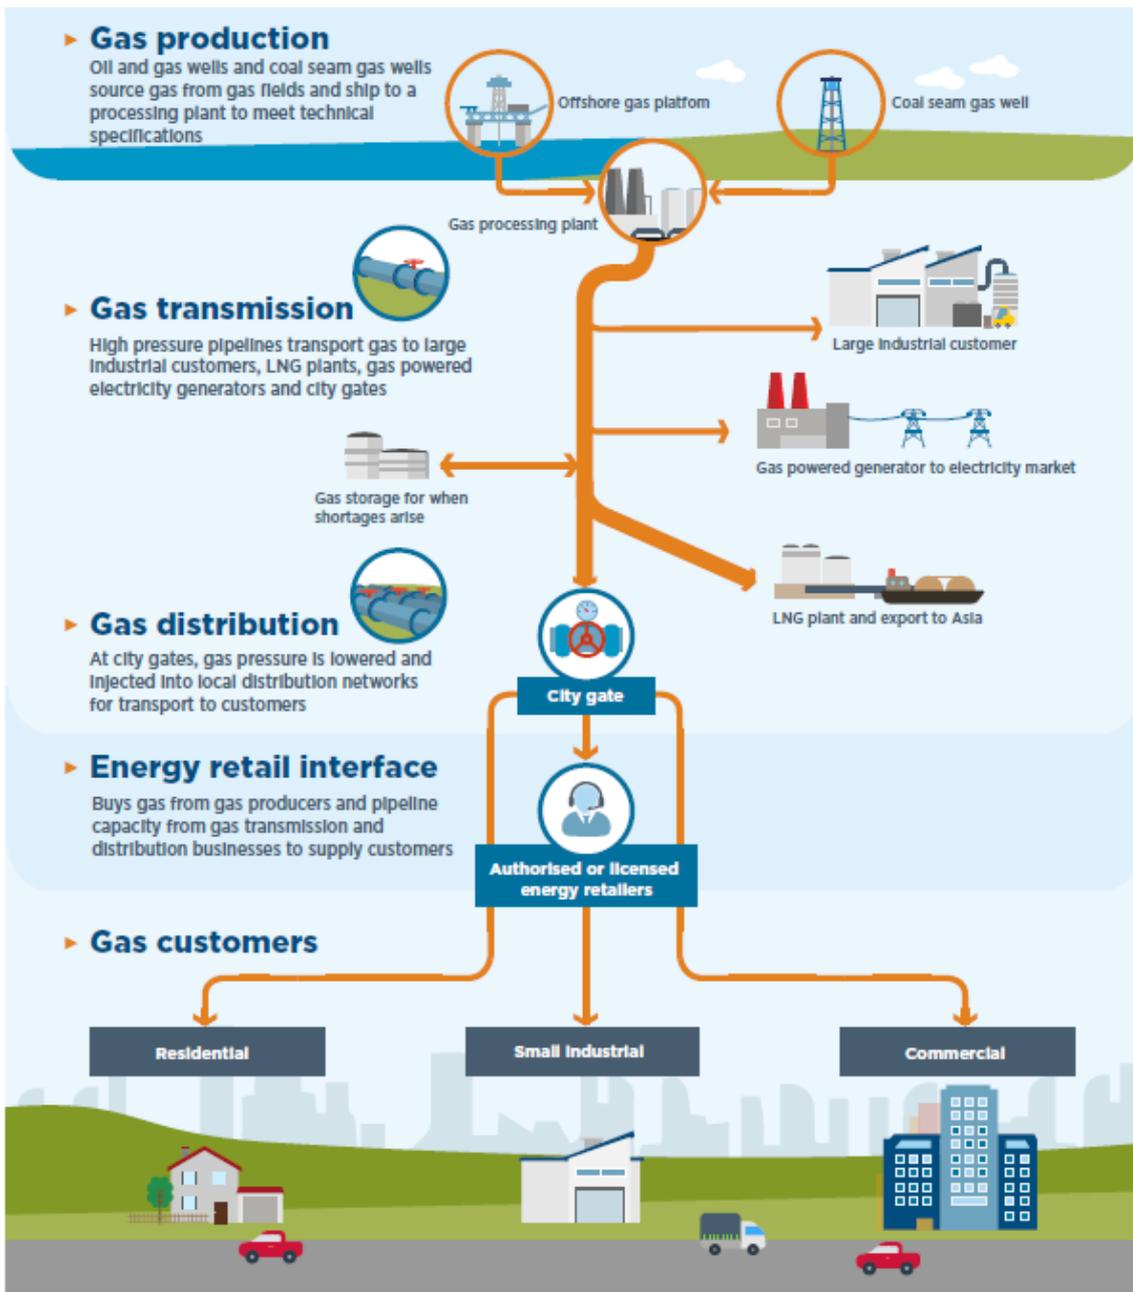 Gas production
Oil and gas wells and coal seam gas wells
source gas from gas fields and ship to a
processing plant to meet technical
specifications
Offshore gas platfom
Coal seam gas well
Gas processing plant
Gas transmission
High pressure pipelines transport gas to large
industrial customers, LNG plants, gas powered
electricity generators and city gates
Large industrial customer
Gas powered generator to electricity market
Gas storage for when
shortages arise
LNG plant and export to Asia
Gas distribution
At city gates, gas pressure is lowered and
injected into local distribution networks
for transport to customers
City gate
Energy retail interface
Buys gas from gas producers and pipeline
capacity from gas transmission and
distribution businesses to supply customers
Authorised or licensed
energy retailers
Gas customers
Residential
Small industrial
Commercial